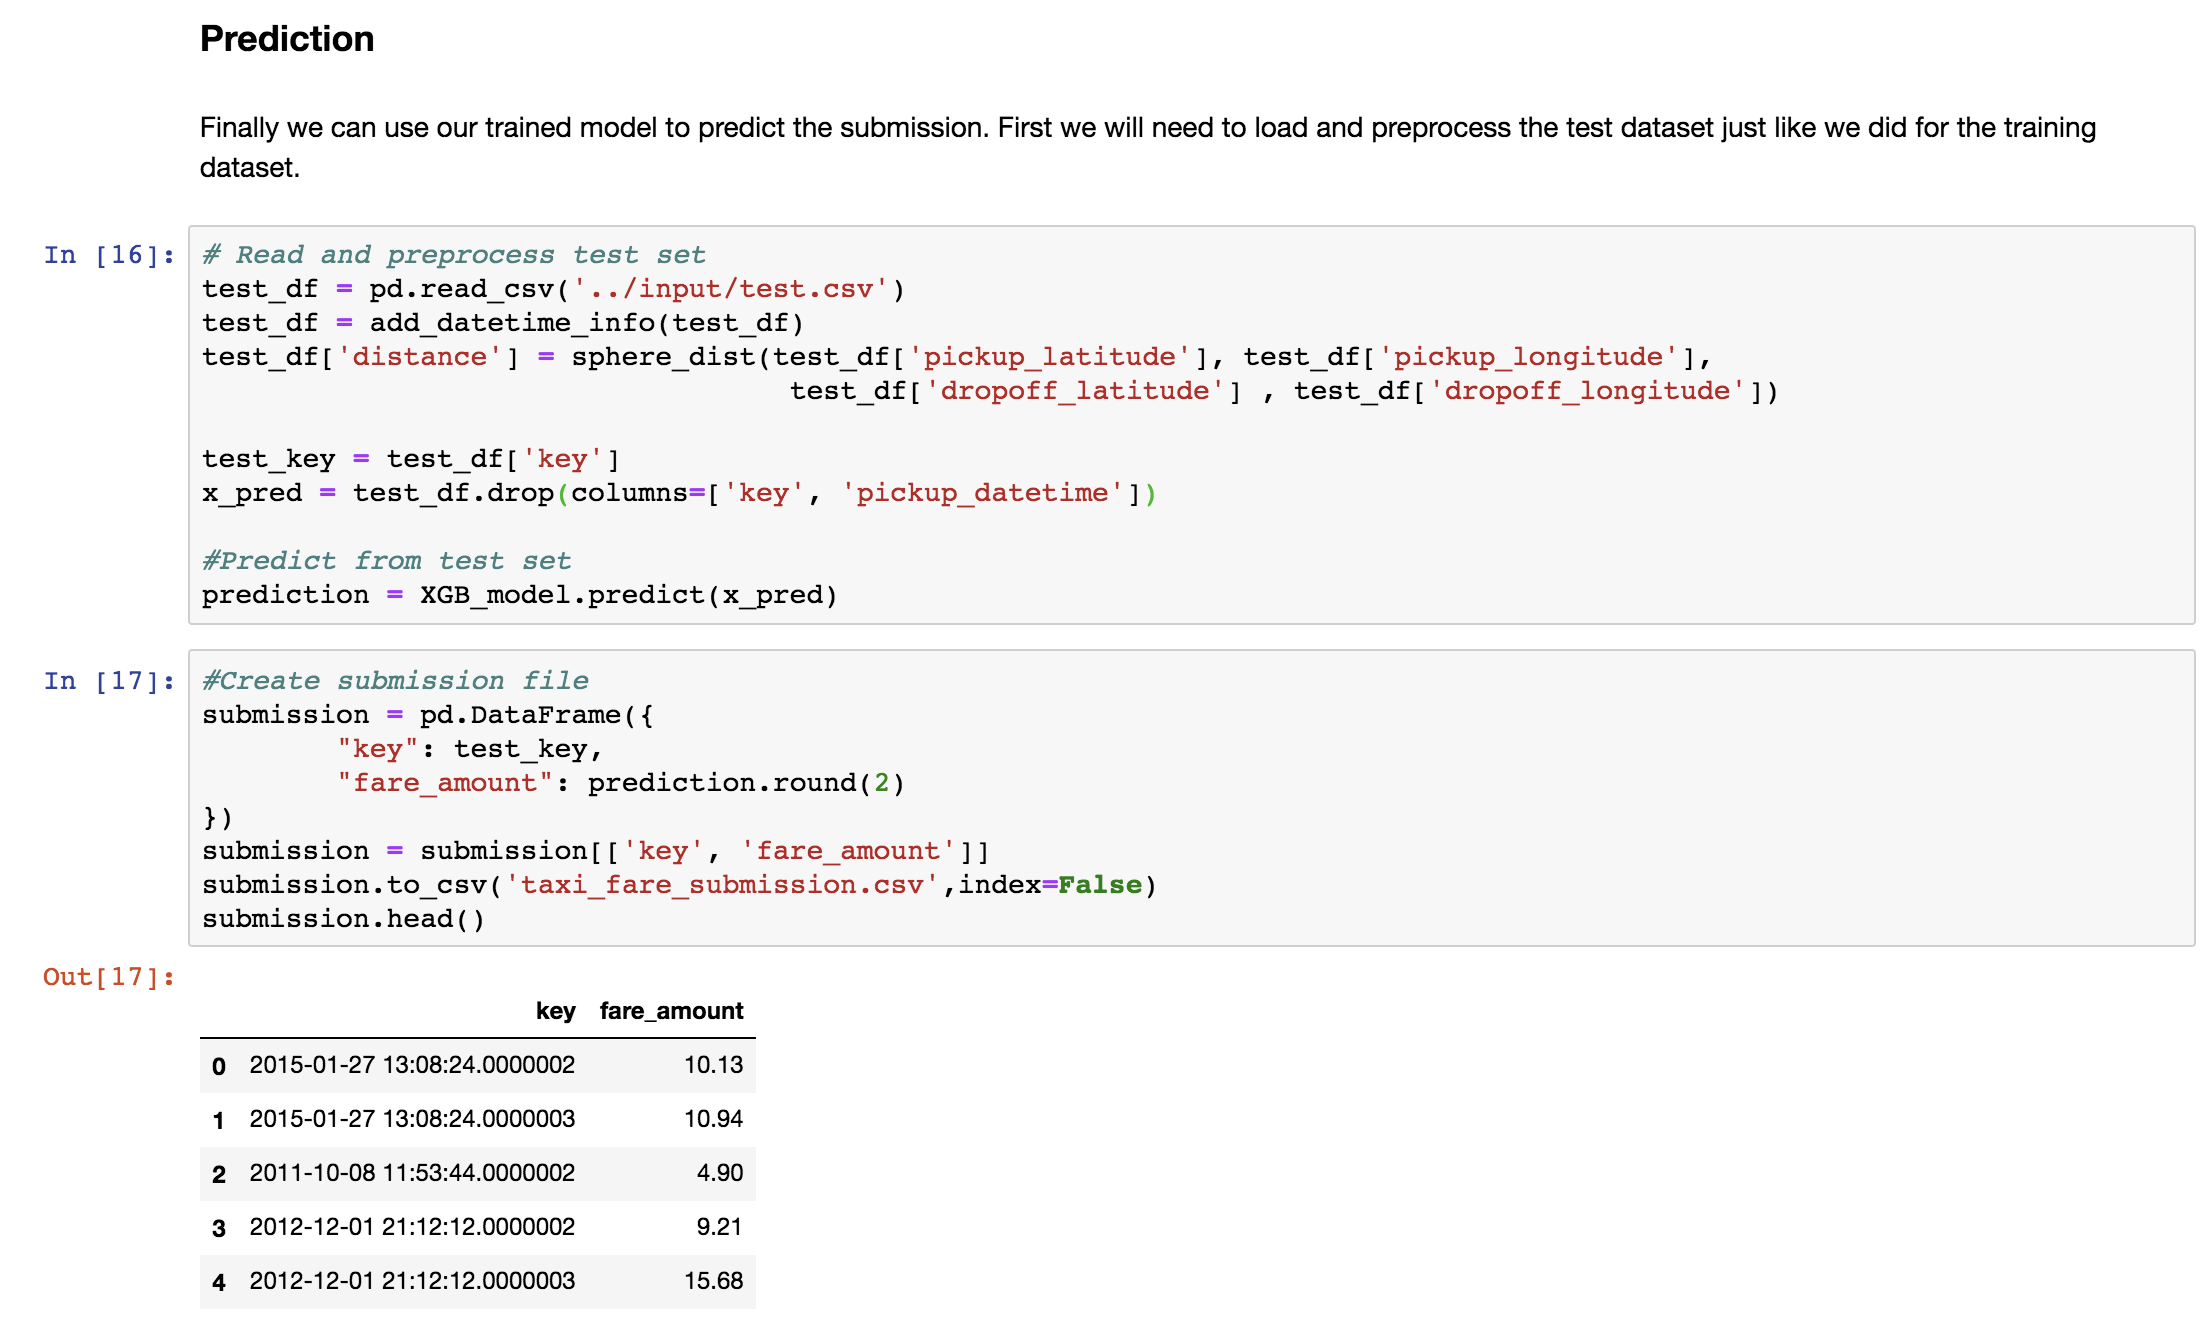 Prediction
Finally we can use our trained model to predict the submission. First we will need to load and preprocess the test dataset just like we did for the training
dataset.
In [16]:
# Read and preprocess test set
test_df = pd.read_csv('../input/test.csv')
test_df = add_datetime_info(test_df)
test_df['distance'] = sphere_dist(test_df['pickup_latitude'], test_df['pickup_longitude'],
                                   test_df['dropoff_latitude'] , test_df['dropoff_longitude'])
test_key = test_df['key']
x_pred = test_df.drop(columns=['key', 'pickup_datetime'])
#Predict from test set
prediction = XGB_model.predict(x_pred)
In [17]:
#Create submission file
submission = pd.DataFrame({
        "key": test_key,
        "fare_amount": prediction.round(2)
})
submission = submission[['key', 'fare_amount']]
submission.to_csv('taxi_fare_submission.csv',index=False)
submission.head()
Out[17]:
key fare_amount
0 2015-01-27 13:08:24.0000002 10.13
1 2015-01-27 13:08:24.0000003 10.94
2 2011-10-08 11:53:44.0000002 4.90
3 2012-12-01 21:12:12.0000002 9.21
4 2012-12-01 21:12:12.0000003 15.68